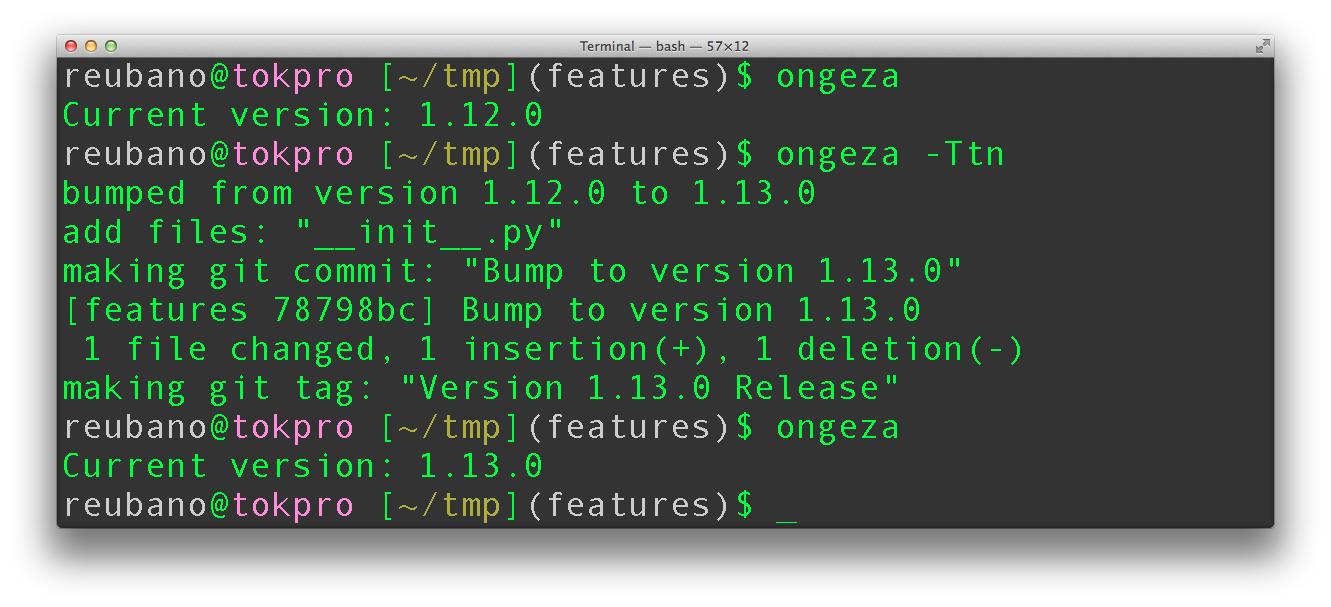 Terminal — bash — 57×12
reubano@tokpro [~/tmp](features)$ ongeza
Current version: 1.12.0
reubano@tokpro [~/tmp](features)$ ongeza -Ttn
bumped from version 1.12.0 to 1.13.0
add files: "__init__.py"
making git commit: "Bump to version 1.13.0"
[features 78798bc] Bump to version 1.13.0
 1 file changed, 1 insertion(+), 1 deletion(-)
making git tag: "Version 1.13.0 Release"
reubano@tokpro [~/tmp](features)$ ongeza
Current version: 1.13.0
reubano@tokpro [~/tmp](features)$ _